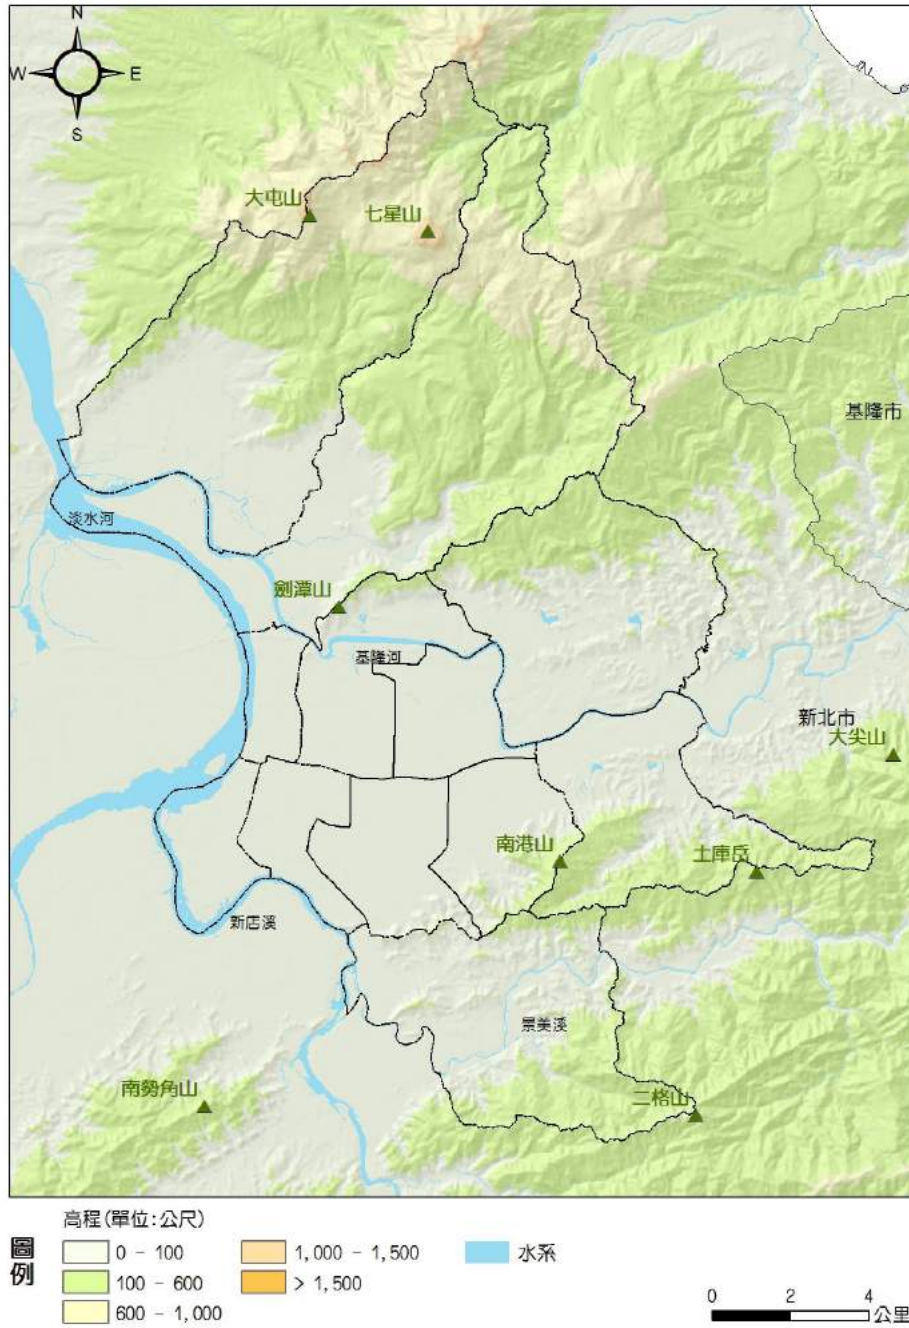 N
W
E
S
大屯山
七星山
基隆市
淡水河
劍潭山
基隆河
新北市
大尖山
南港山
土庫岳
新店溪
景美溪
南勢角山
二格山
圖例
高程(單位:公尺)
0 - 100
1,000 - 1,500
水系
100 - 600
> 1,500
600 - 1,000
0 2 4
公里